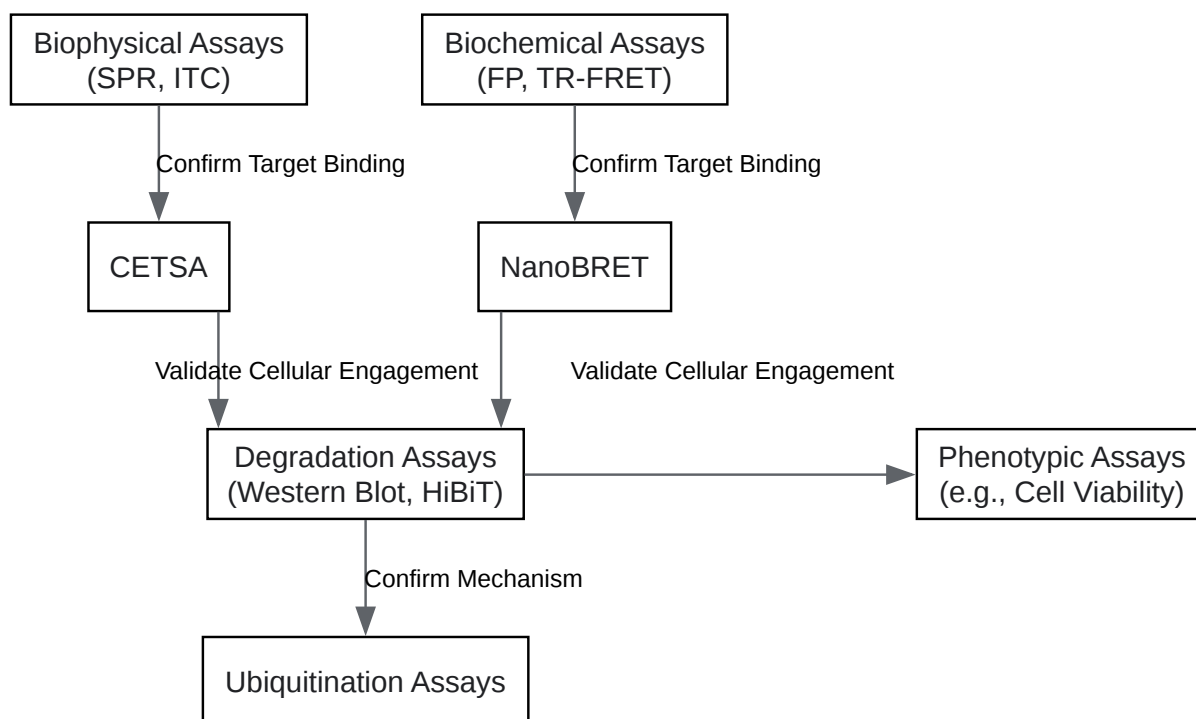 Biophysical Assays
(SPR, ITC)
Biochemical Assays
(FP, TR-FRET)
Confirm Target Binding
Confirm Target Binding
CETSA
NanoBRET
Validate Cellular Engagement
Validate Cellular Engagement
Degradation Assays
(Western Blot, HiBiT)
Phenotypic Assays
(e.g., Cell Viability)
Confirm Mechanism
Ubiquitination Assays